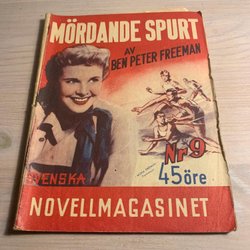 MÖRDANDE SPURT
AV
BEN PETER FREEMAN
Nr 9
45 öre
SVENSKA
NOVELLMAGASINET